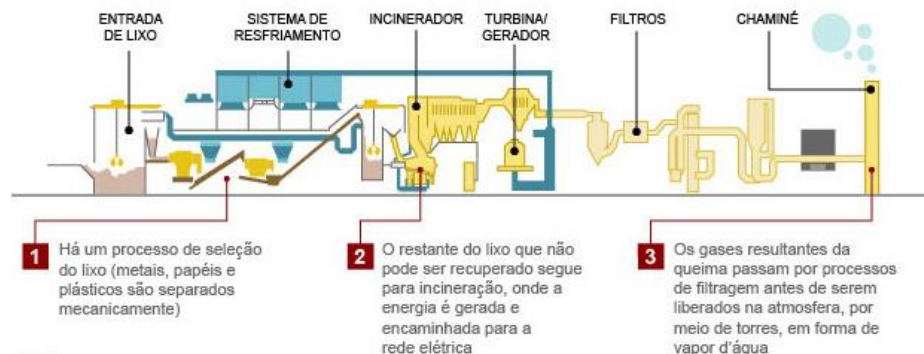 ENTRADA
DE LIXO
SISTEMA DE
RESFRIAMENTO
INCINERADOR
TURBINA/
GERADOR
FILTROS
CHAMINÉ
1
Há um processo de seleção
do lixo (metais, papéis e
plásticos são separados
mecanicamente)
2
O restante do lixo que não
pode ser recuperado segue
para incineração, onde a
energia é gerada e
encaminhada para a
rede elétrica
3
Os gases resultantes da
queima passam por processos
de filtragem antes de serem
liberados na atmosfera, por
meio de torres, em forma de
vapor d'água